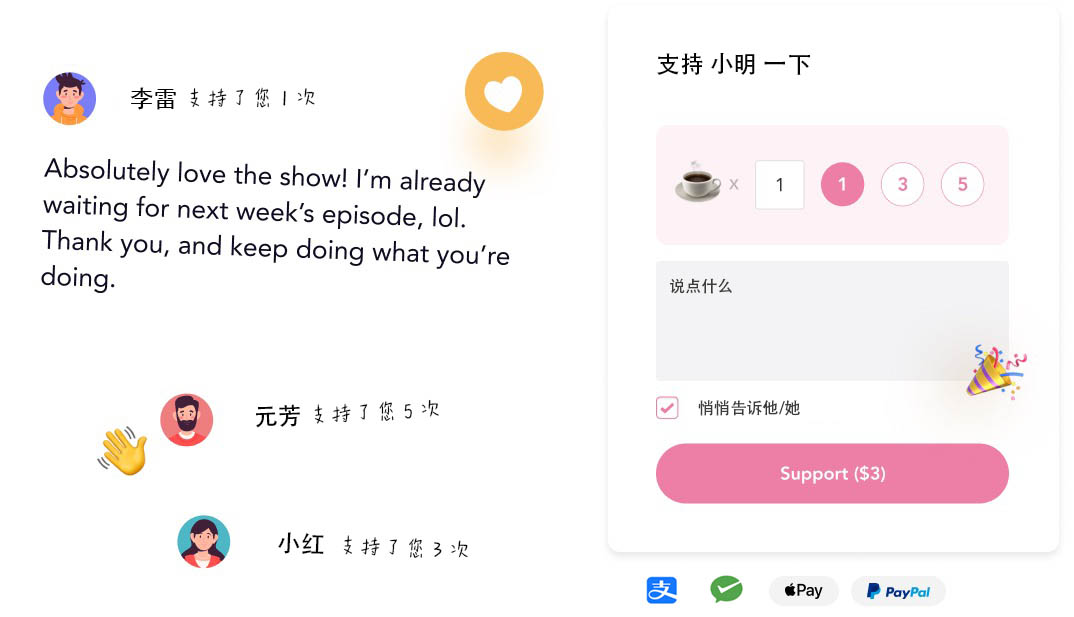 李雷 支持了您1次
Absolutely love the show! I’m already
waiting for next week’s episode, lol.
Thank you, and keep doing what you’re
doing.
元芳 支持了您5次
小红 支持了您3次
支持 小明 一下
x 1 1 3 5
说点什么
悄悄告诉他/她
Support ($3)
支 Pay PayPal